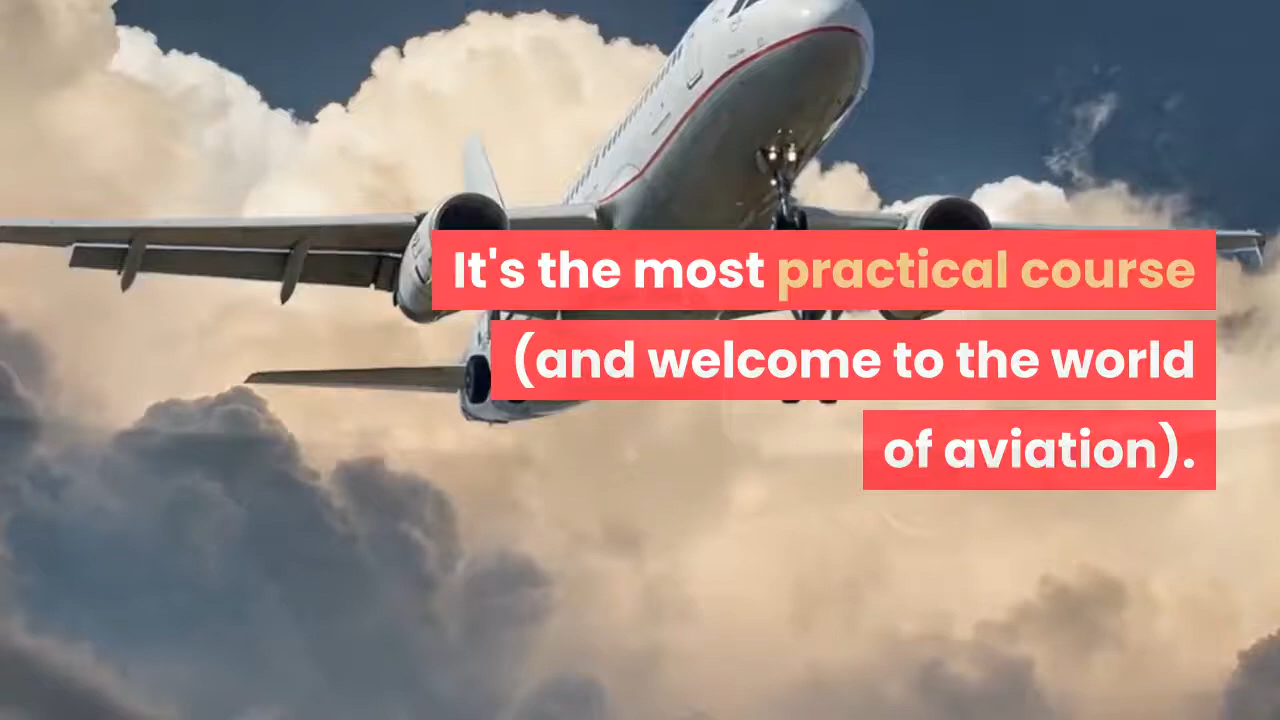 It's the most practical course
(and welcome to the world
of aviation).